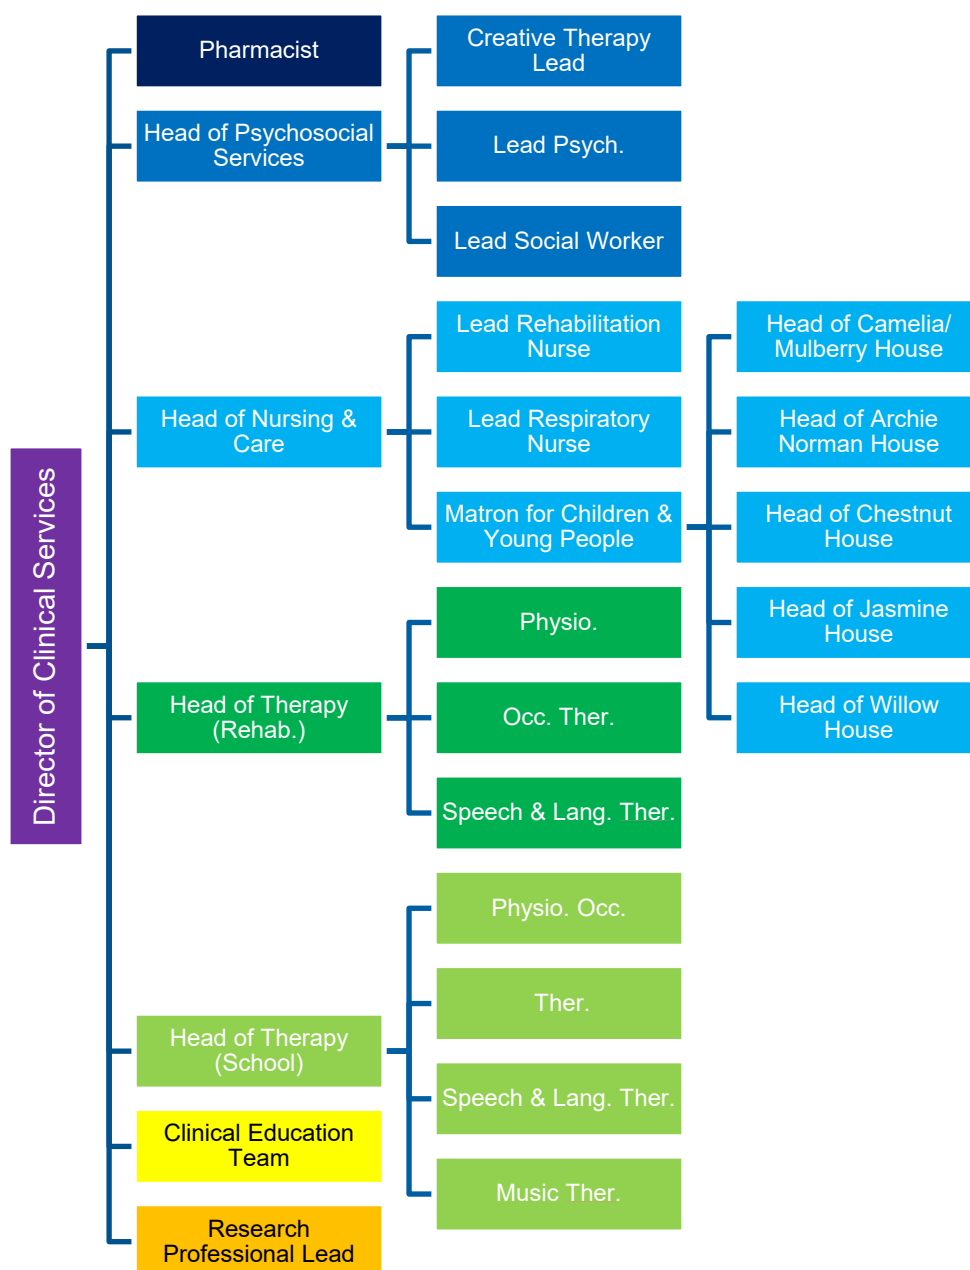 Director of Clinical Services
Pharmacist
Head of Psychosocial
Services
Creative Therapy
Lead
Lead Psych.
Lead Social Worker
Head of Nursing &
Care
Lead Rehabilitation
Nurse
Lead Respiratory
Nurse
Matron for Children &
Young People
Head of Camelia/
Mulberry House
Head of Archie
Norman House
Head of Chestnut
House
Head of Jasmine
House
Head of Willow
House
Head of Therapy
(Rehab.)
Physio.
Occ. Ther.
Speech & Lang. Ther.
Head of Therapy
(School)
Physio. Occ.
Ther.
Speech & Lang. Ther.
Music Ther.
Clinical Education
Team
Research
Professional Lead